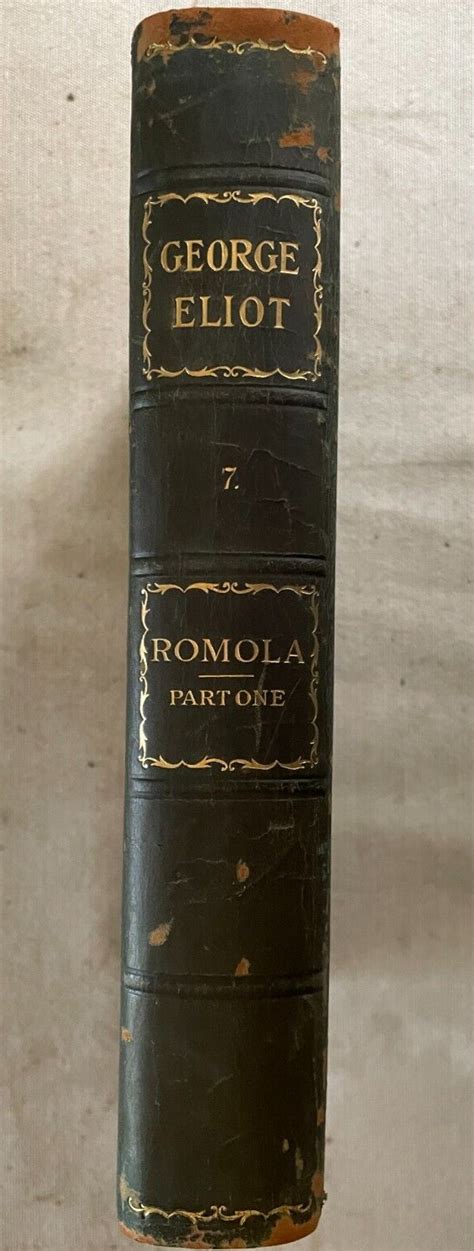 GEORGE
ELIOT
7.
ROMOLA
PART ONE